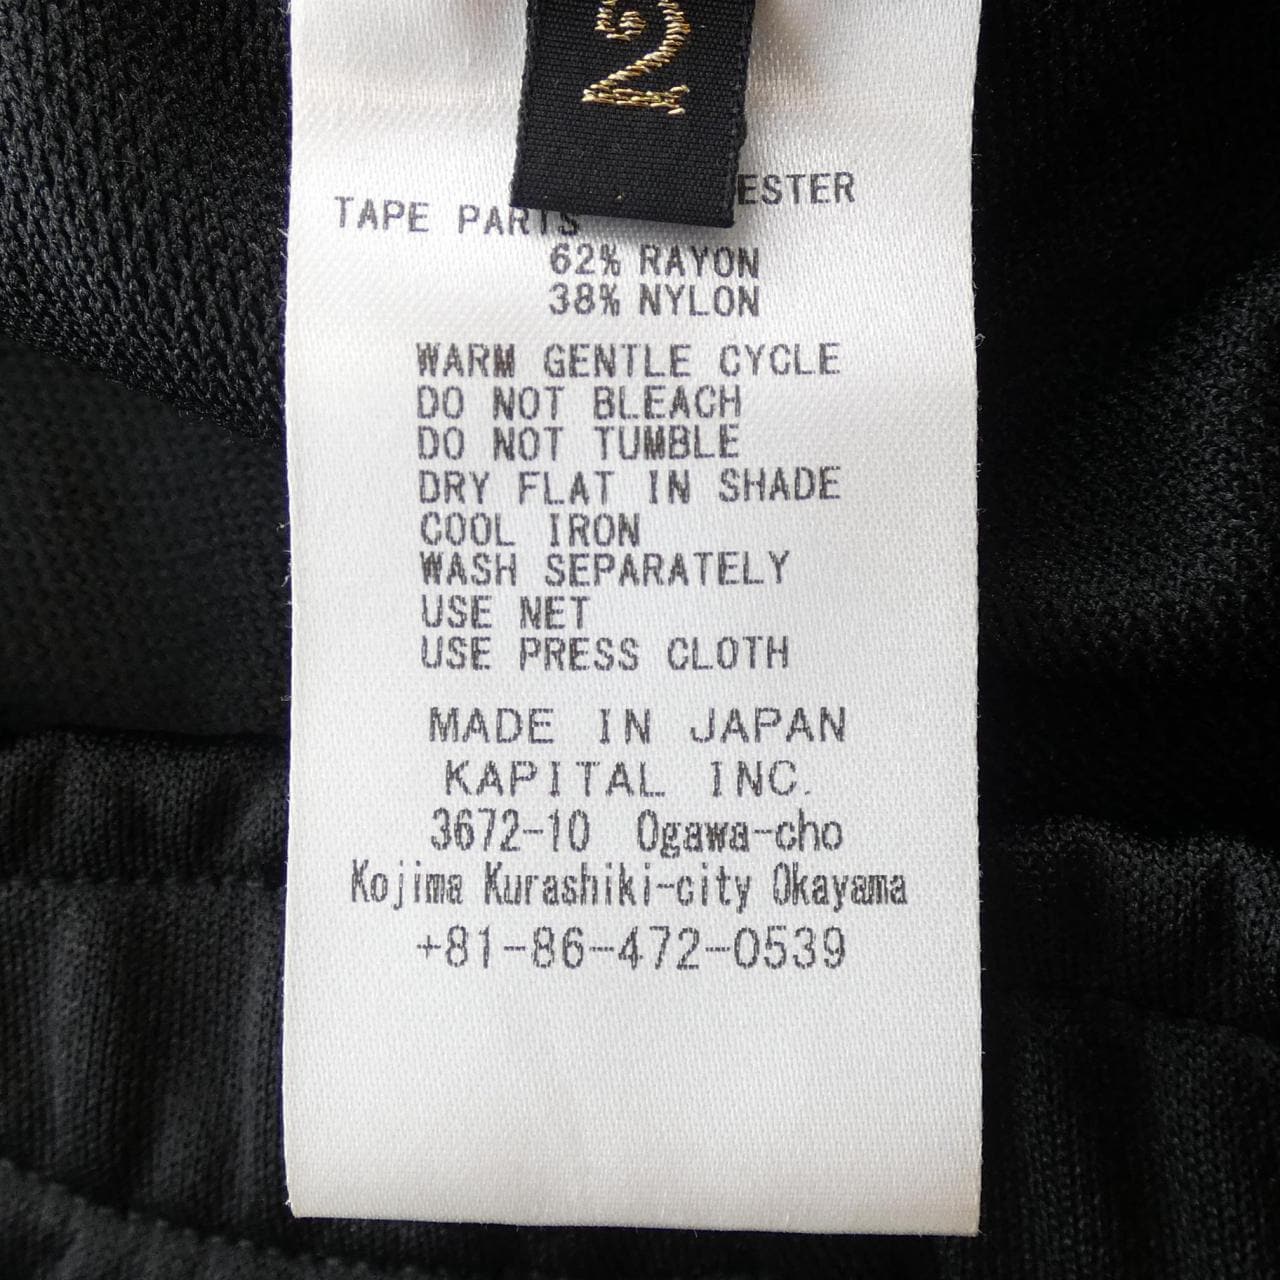 2
TAPE PARTS
62% RAYON
38% NYLON
WARM GENTLE CYCLE
DO NOT BLEACH
DO NOT TUMBLE
DRY FLAT IN SHADE
COOL IRON
WASH SEPARATELY
USE NET
USE PRESS CLOTH
MADE IN JAPAN
KAPITAL INC.
3672-10 Ogawa-cho
Kojima Kurashiki-city Okayama
+81-86-472-0539